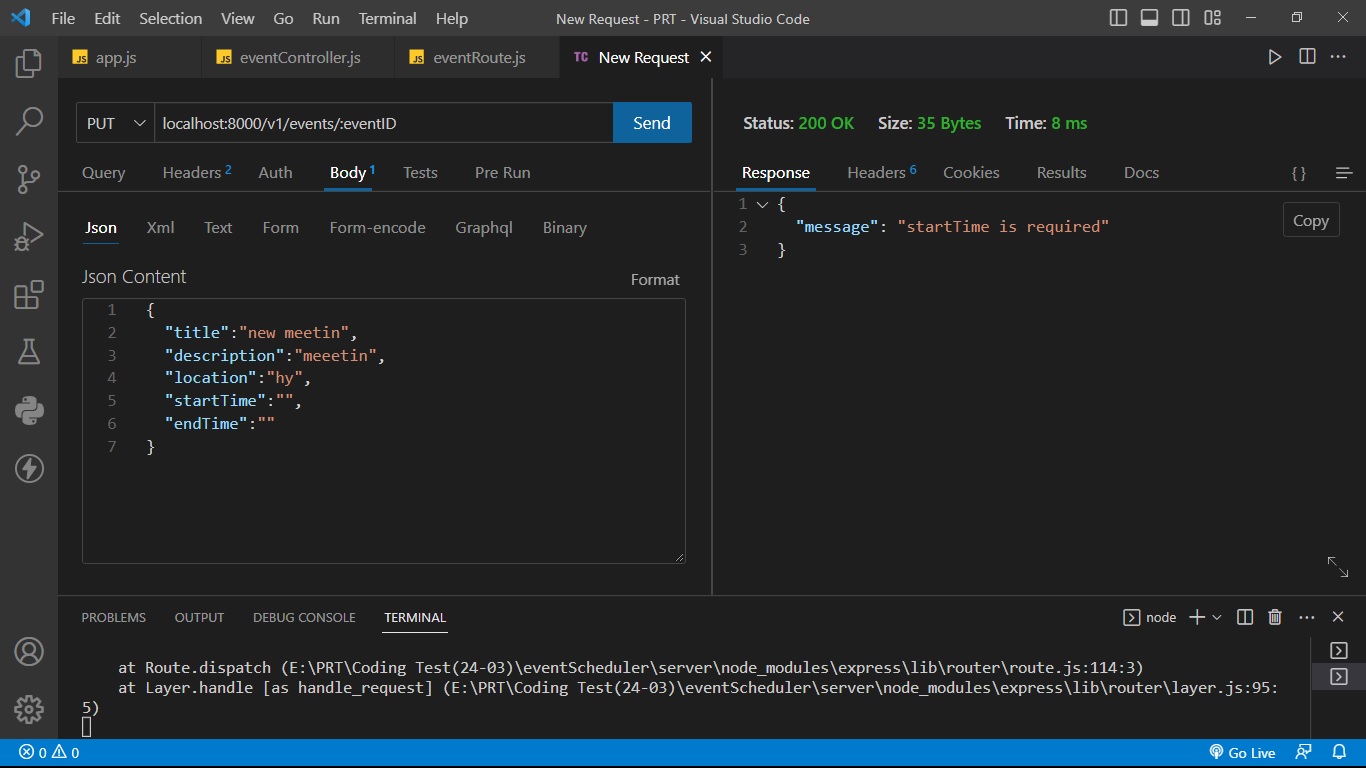 File Edit Selection View Go Run Terminal Help New Request - PRT - Visual Studio Code
JS app.js JS eventController.js JS eventRoute.js TC New Request
PUT localhost:8000/v1/events/:eventID Send
Status: 200 OK Size: 35 Bytes Time: 8 ms
Query Headers 2 Auth Body 1 Tests Pre Run
Response Headers 6 Cookies Results Docs {}
Json Xml Text Form Form-encode Graphql Binary
Json Content Format
1 {
2 "title":"new meetin",
3 "description":"meeetin",
4 "location":"hy",
5 "startTime":"",
6 "endTime":""
7 }
1 {
2 "message": "startTime is required"
3 }
Copy
PROBLEMS OUTPUT DEBUG CONSOLE TERMINAL node
at Route.dispatch (E:\PRT\Coding Test(24-03)\eventScheduler\server\node_modules\express\lib\router\route.js:114:3)
at Layer.handle [as handle_request] (E:\PRT\Coding Test(24-03)\eventScheduler\server\node_modules\express\lib\router\layer.js:95:
5)
0 0 Go Live